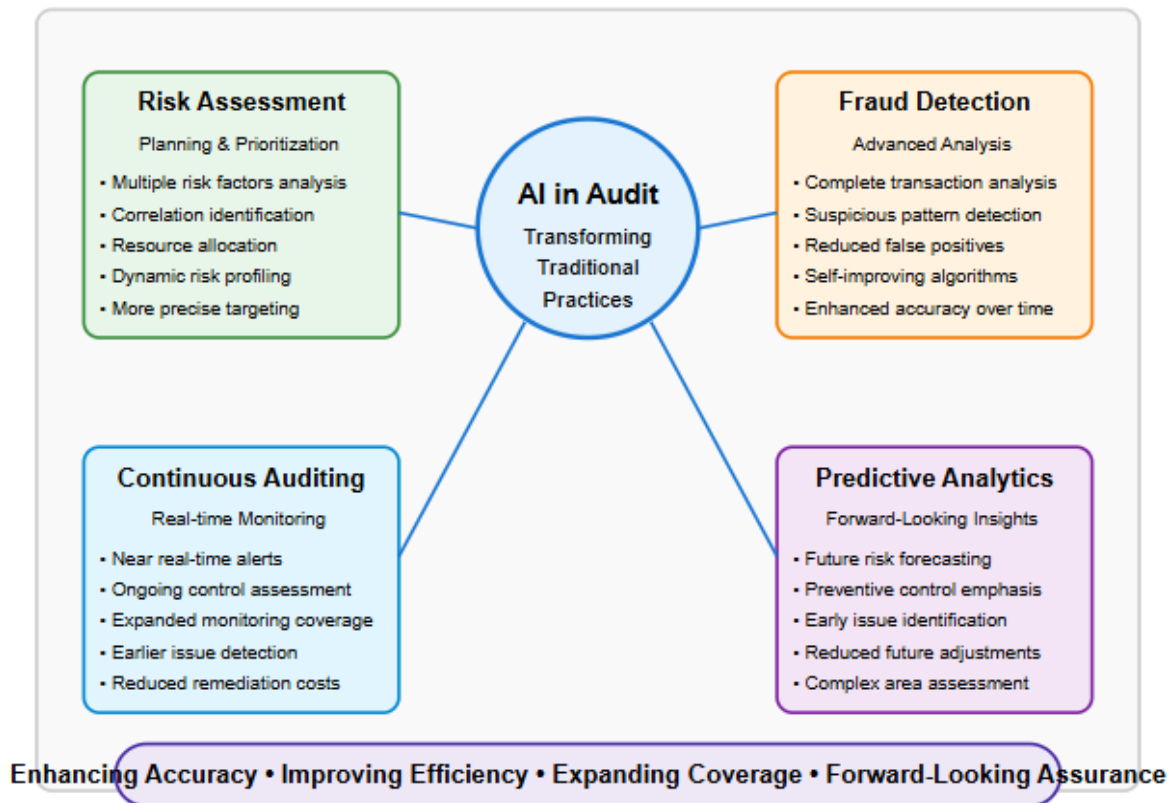 Risk Assessment
Planning & Prioritization
• Multiple risk factors analysis
• Correlation identification
• Resource allocation
• Dynamic risk profiling
• More precise targeting
AI in Audit
Transforming
Traditional
Practices
Fraud Detection
Advanced Analysis
• Complete transaction analysis
• Suspicious pattern detection
• Reduced false positives
• Self-improving algorithms
• Enhanced accuracy over time
Continuous Auditing
Real-time Monitoring
• Near real-time alerts
• Ongoing control assessment
• Expanded monitoring coverage
• Earlier issue detection
• Reduced remediation costs
Predictive Analytics
Forward-Looking Insights
• Future risk forecasting
• Preventive control emphasis
• Early issue identification
• Reduced future adjustments
• Complex area assessment
Enhancing Accuracy • Improving Efficiency • Expanding Coverage • Forward-Looking Assurance